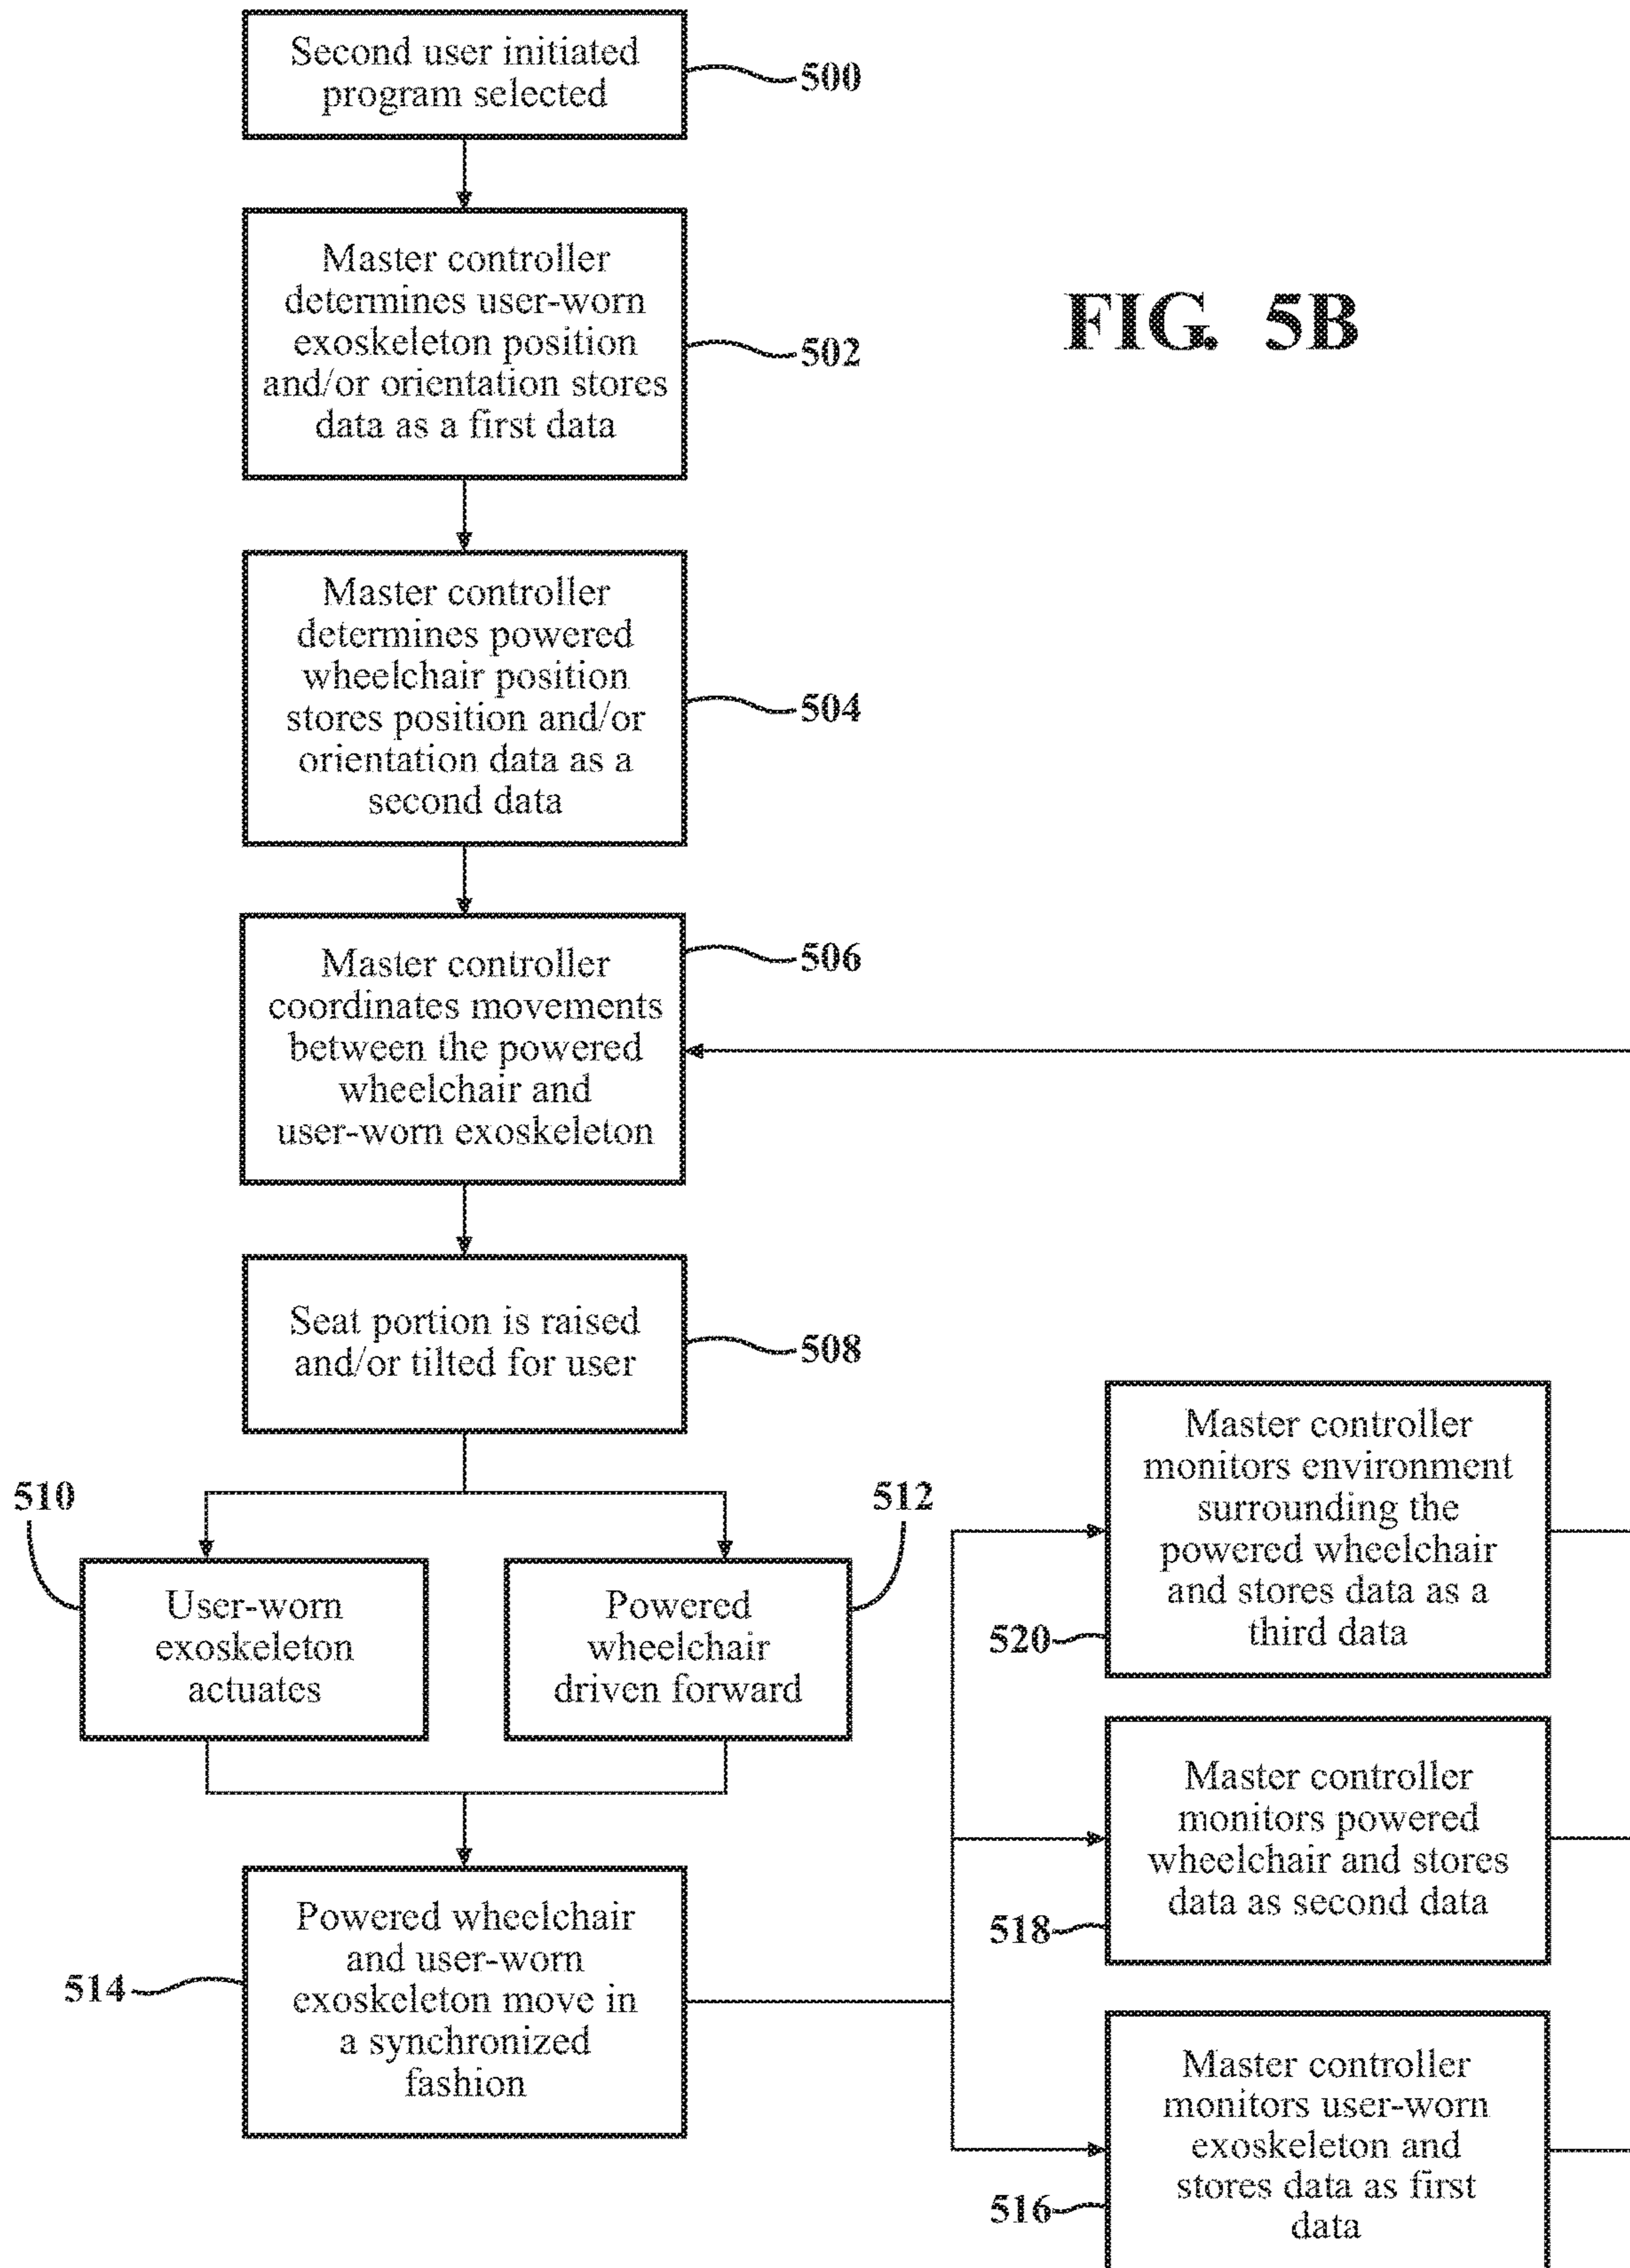 Second user initiated
program selected
500
Master controller
determines user-worn
exoskeleton position
and/or orientation stores
data as a first data
502
FIG. 5B
Master controller
determines powered
wheelchair position
stores position and/or
orientation data as a
second data
504
Master controller
coordinates movements
between the powered
wheelchair and
user-worn exoskeleton
506
Seat portion is raised
and/or tilted for user
508
510
User-worn
exoskeleton
actuates
512
Powered
wheelchair
driven forward
514
Powered wheelchair
and user-worn
exoskeleton move in
a synchronized
fashion
Master controller
monitors environment
surrounding the
powered wheelchair
and stores data as a
third data
520
Master controller
monitors powered
wheelchair and stores
data as second data
518
Master controller
monitors user-worn
exoskeleton and
stores data as first
data
516